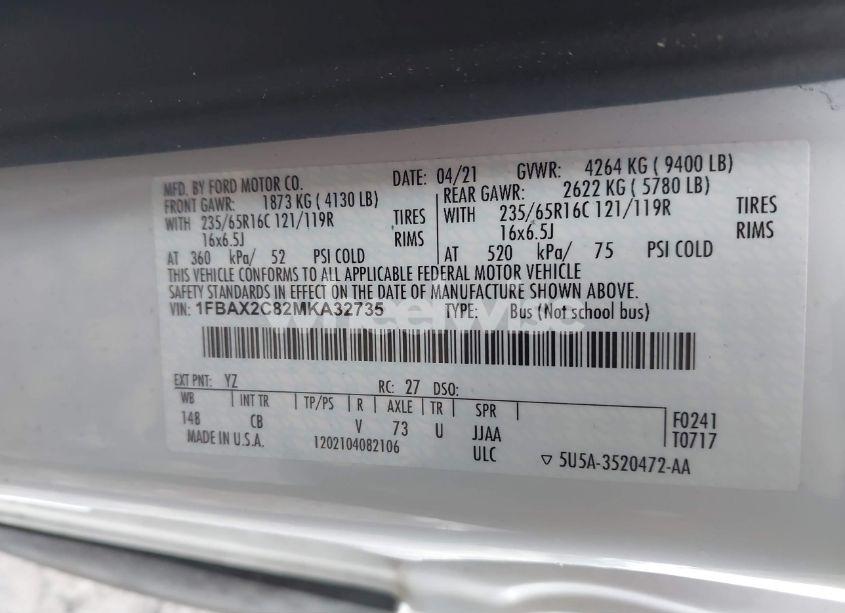 MFD. BY FORD MOTOR CO. DATE: 04/21 GVWR: 4264 KG ( 9400 LB)
FRONT GAWR: 1873 KG ( 4130 LB) REAR GAWR: 2622 KG ( 5780 LB)
WITH 235/65R16C 121/119R TIRES WITH 235/65R16C 121/119R TIRES
16x6.5J RIMS 16x6.5J RIMS
AT 360 kPa/ 52 PSI COLD AT 520 kPa/ 75 PSI COLD
THIS VEHICLE CONFORMS TO ALL APPLICABLE FEDERAL MOTOR VEHICLE
SAFETY STANDARDS IN EFFECT ON THE DATE OF MANUFACTURE SHOWN ABOVE.
VIN: 1FBAX2C82MKA32735 TYPE: Bus (Not school bus)
EXT PNT: YZ RC: 27 DSO:
WB INT TR TP/PS R AXLE TR SPR
148 CB V 73 U JJAA F0241
MADE IN U.S.A. 1202104082106 ULC T0717
5U5A-3520472-AA